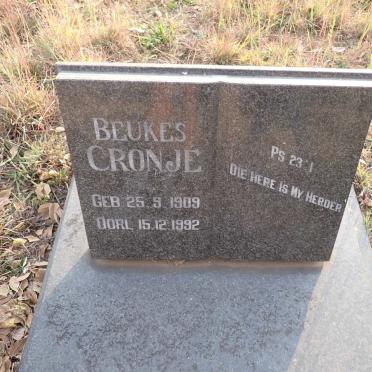 BEUKES
CRONJE
GEB 25.9.1909
OORL 15.12.1992
PS 23:1
DIE HERE IS MY HERDER